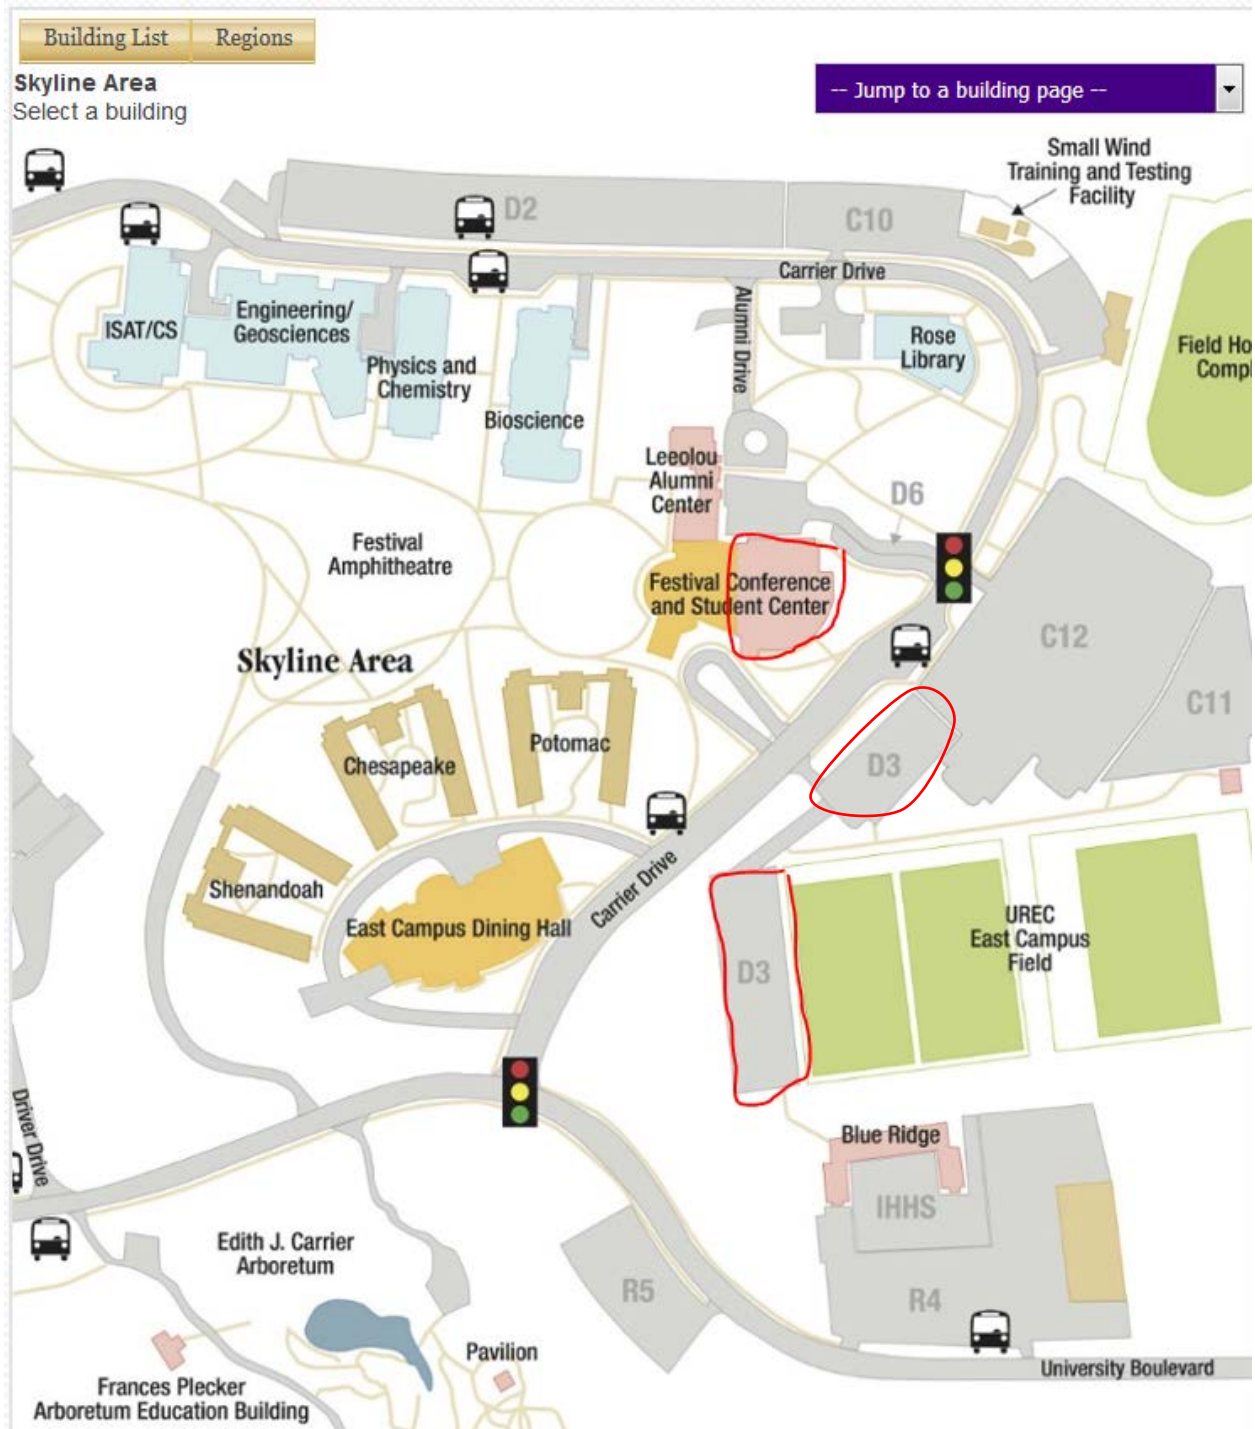 Building List
Regions
Skyline Area
Select a building
-- Jump to a building page --
Small Wind
Training and Testing
Facility
D2
C10
Carrier Drive
ISAT/CS
Engineering/
Geosciences
Physics and
Chemistry
Bioscience
Alumni Drive
Rose
Library
Field Ho
Compl
Leeolou
Alumni
Center
D6
Festival
Amphitheatre
Festival Conference
and Student Center
C12
Skyline Area
C11
Potomac
Chesapeake
D3
Shenandoah
East Campus Dining Hall
Carrier Drive
UREC
East Campus
Field
D3
Driver Drive
Blue Ridge
IHHS
Edith J. Carrier
Arboretum
R5
R4
Pavilion
University Boulevard
Frances Plecker
Arboretum Education Building